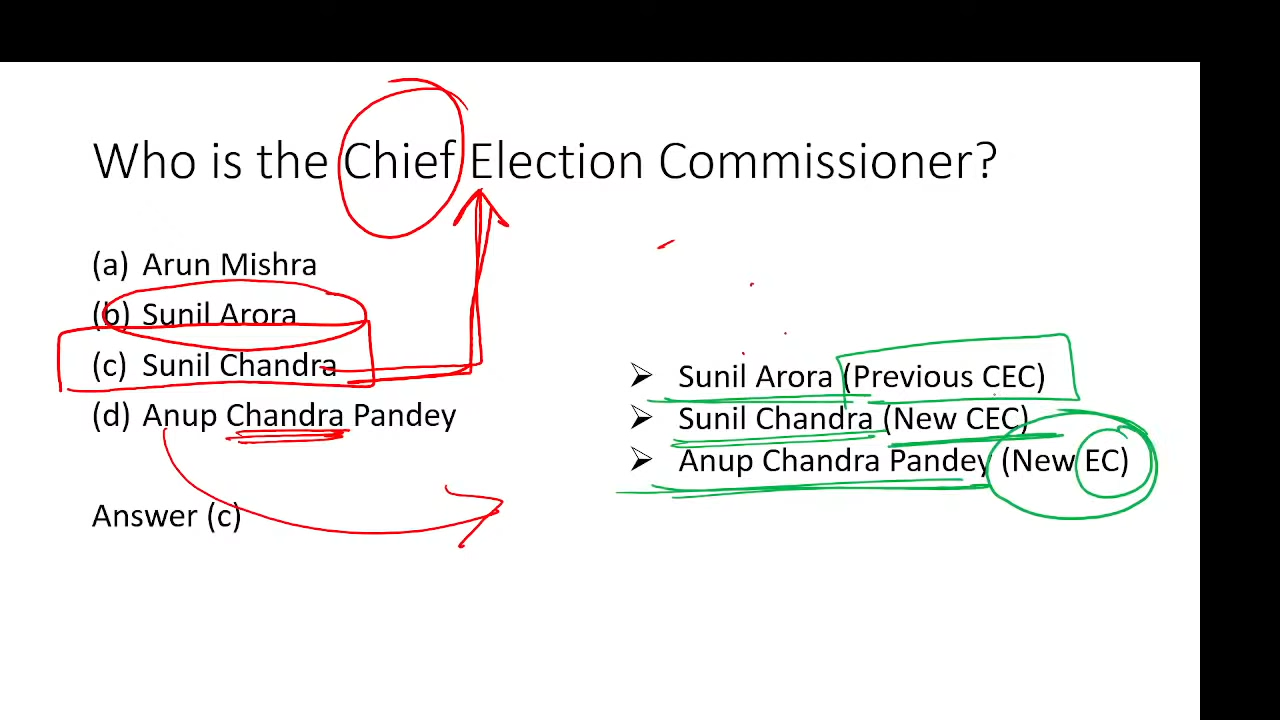 Who is the Chief Election Commissioner?
(a) Arun Mishra
(b) Sunil Arora
(c) Sunil Chandra
(d) Anup Chandra Pandey
Answer (c)
➢ Sunil Arora (Previous CEC)
➢ Sunil Chandra (New CEC)
➢ Anup Chandra Pandey (New EC)